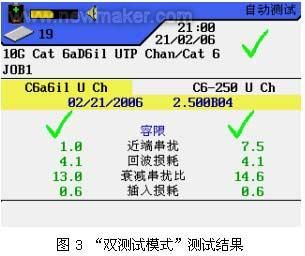 www.newmaker.com
自动测试
19
21:00
21/02/06
10G Cat 6aD6il UTP Chan/Cat 6
JOB1
C6a6il U Ch C6-250 U Ch
02/21/2006 2.500B04
容限
1.0 近端串扰 7.5
4.1 回波损耗 4.1
13.0 衰减串扰比 14.6
0.6 插入损耗 0.6
图 3 “双测试模式”测试结果